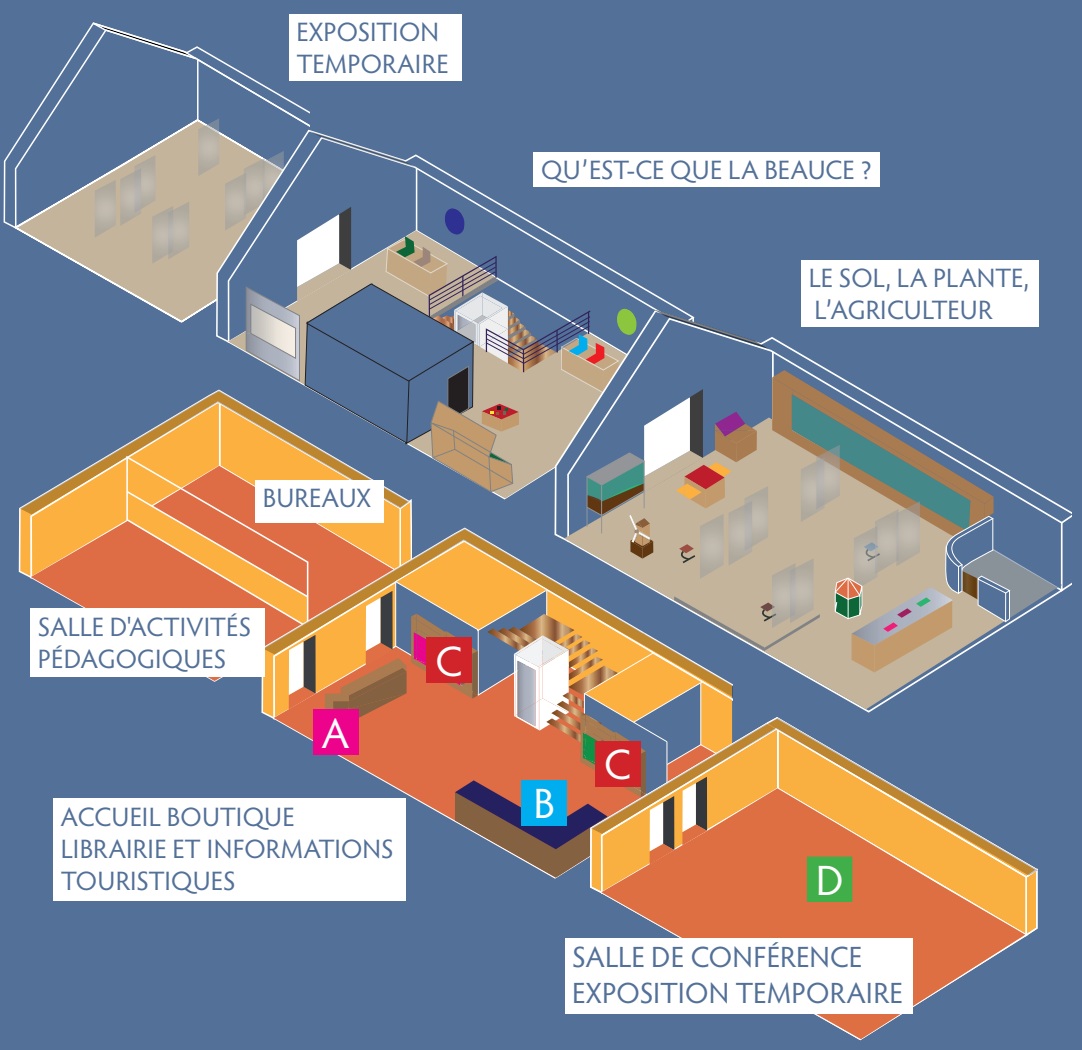 EXPOSITION
TEMPORAIRE
QU'EST-CE QUE LA BEAUCE ?
LE SOL, LA PLANTE,
L'AGRICULTEUR
BUREAUX
SALLE D'ACTIVITÉS
PÉDAGOGIQUES
C
A
C
B
ACCUEIL BOUTIQUE
LIBRAIRIE ET INFORMATIONS
TOURISTIQUES
D
SALLE DE CONFÉRENCE
EXPOSITION TEMPORAIRE